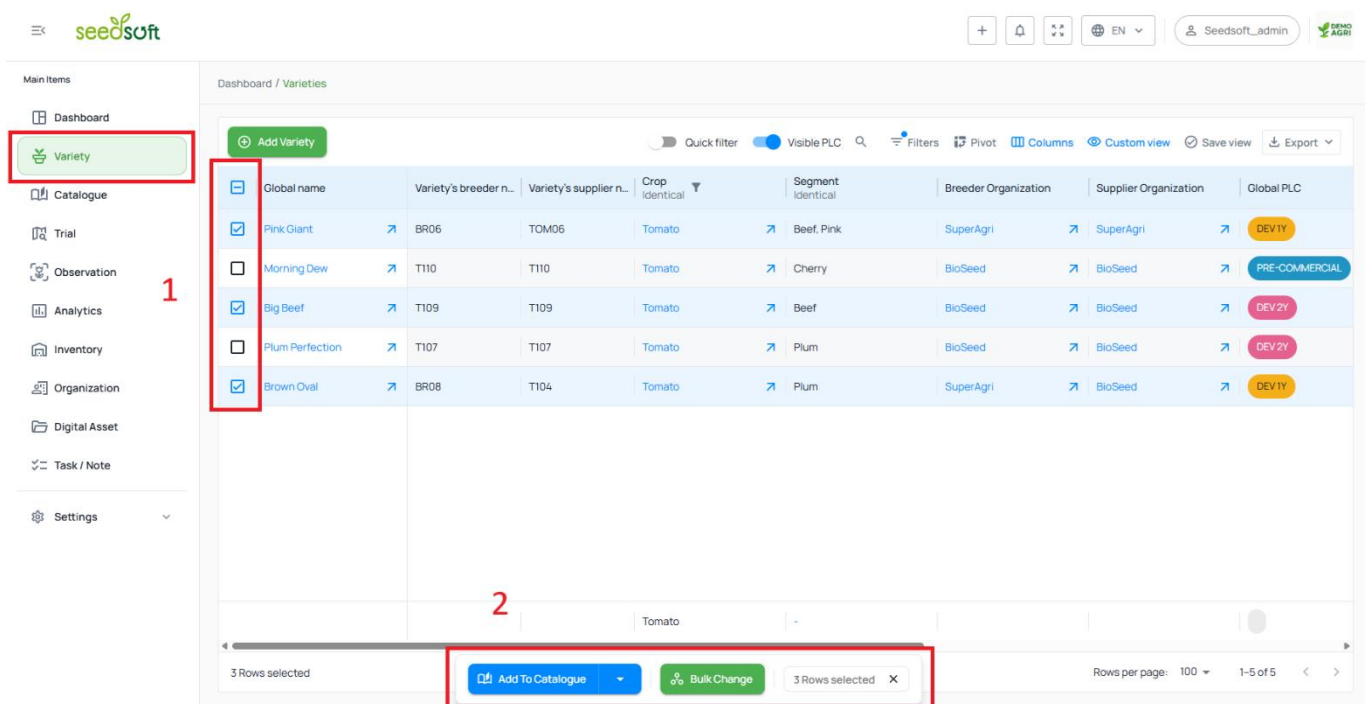 seedsoft
EN
Seedsoft_admin
DEMO
AGRI
Main Items
Dashboard / Varieties
Dashboard
Variety
Catalogue
Trial
Observation
Analytics
Inventory
Organization
Digital Asset
Task / Note
Settings
1
Add Variety
Quick filter
Visible PLC
Filters
Pivot
Columns
Custom view
Save view
Export
Global name Variety's breeder n... Variety's supplier n... Crop Segment Breeder Organization Supplier Organization Global PLC
Identical Identical
Pink Giant BR06 TOM06 Tomato Beef, Pink SuperAgri SuperAgri DEV 1Y
Morning Dew T110 T110 Tomato Cherry BioSeed BioSeed PRE-COMMERCIAL
Big Beef T109 T109 Tomato Beef BioSeed BioSeed DEV 2Y
Plum Perfection T107 T107 Tomato Plum BioSeed BioSeed DEV 2Y
Brown Oval BR08 T104 Tomato Plum SuperAgri BioSeed DEV 1Y
2
Tomato -
3 Rows selected
Add To Catalogue
Bulk Change
3 Rows selected
Rows per page: 100
1–5 of 5